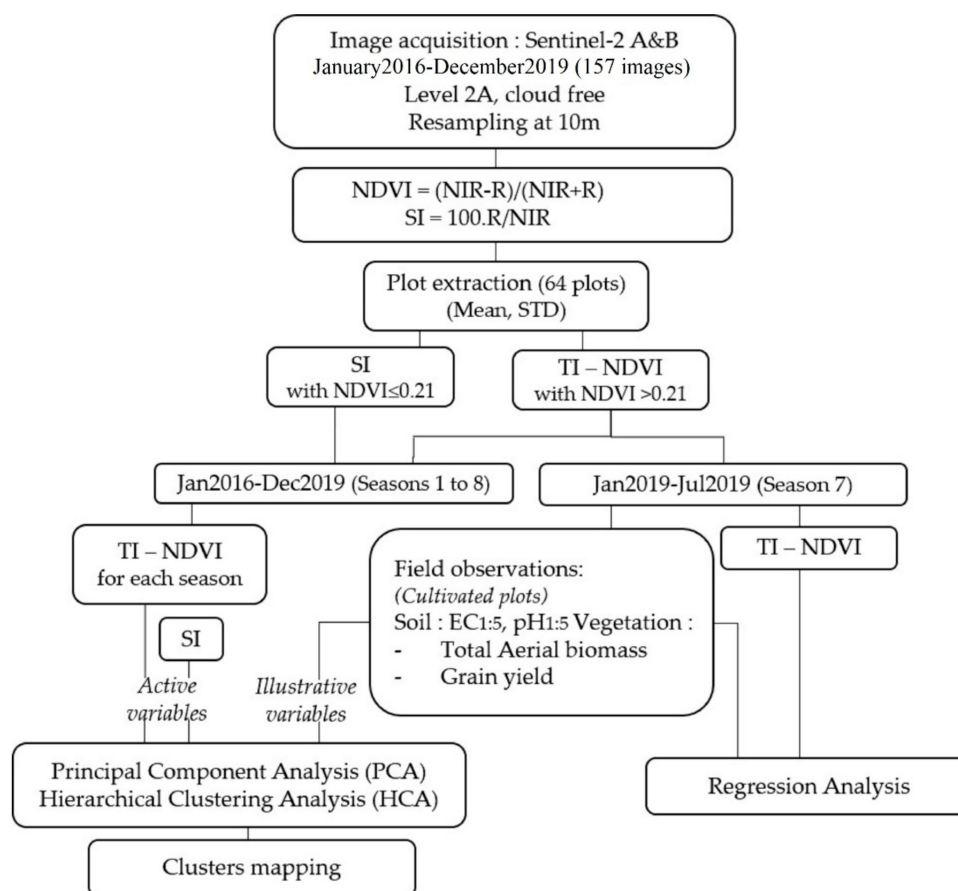 Image acquisition : Sentinel-2 A&B
January2016-December2019 (157 images)
Level 2A, cloud free
Resampling at 10m
NDVI = (NIR-R)/(NIR+R)
SI = 100.R/NIR
Plot extraction (64 plots)
(Mean, STD)
SI
with NDVI≤0.21
TI – NDVI
with NDVI >0.21
Jan2016-Dec2019 (Seasons 1 to 8)
Jan2019-Jul2019 (Season 7)
TI – NDVI
for each season
TI – NDVI
Field observations:
(Cultivated plots)
Soil : EC1:5, pH1:5 Vegetation :
- Total Aerial biomass
- Grain yield
SI
Active
variables
Illustrative
variables
Principal Component Analysis (PCA)
Hierarchical Clustering Analysis (HCA)
Regression Analysis
Clusters mapping